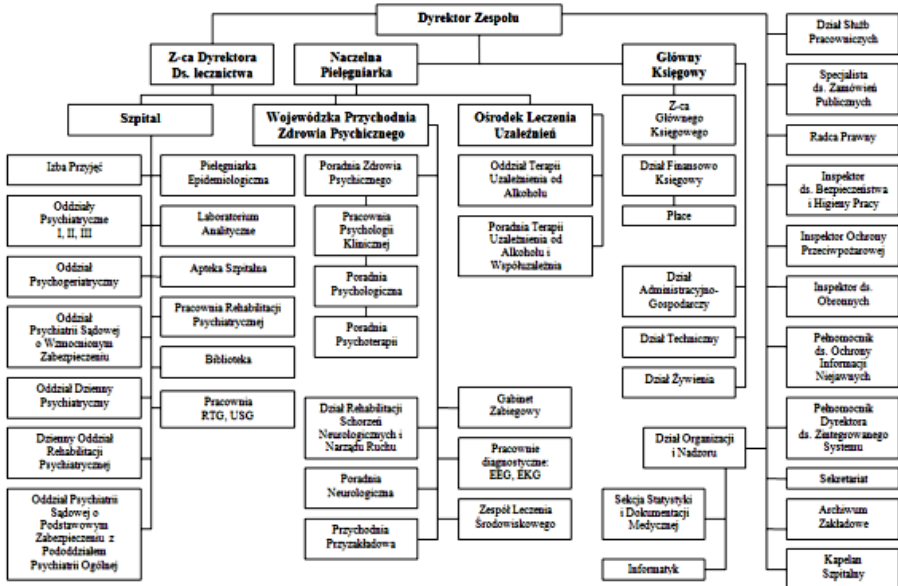 Dyrektor Zespołu
Z-ca Dyrektora
Ds. lecznictwa
Naczelna
Pielęgniarka
Główny
Księgowy
Szpital
Wojewódzka Przychodnia
Zdrowia Psychicznego
Ośrodek Leczenia
Uzależnień
Izba Przyjęć
Oddziały
Psychiatryczne
I, II, III
Oddział
Psychogeriatryczny
Oddział
Psychiatrii Sądowej
o Wzmocnionym
Zabezpieczeniu
Oddział Dzienny
Psychiatryczny
Dzienny Oddział
Rehabilitacji
Psychiatrycznej
Oddział Psychiatrii
Sądowej o
Podstawowym
Zabezpieczeniu z
Pododdziałem
Psychiatrii Ogólnej
Pielęgniarka
Epidemiologiczna
Laboratorium
Analityczne
Apteka Szpitalna
Pracownia Rehabilitacji
Psychiatrycznej
Biblioteka
Pracownia
RTG, USG
Poradnia Zdrowia
Psychicznego
Pracownia
Psychologii
Klinicznej
Poradnia
Psychologiczna
Poradnia
Psychoterapii
Dział Rehabilitacji
Schorzeń
Neurologicznych i
Narządu Ruchu
Poradnia
Neurologiczna
Przychodnia
Przyzakładowa
Gabinet
Zabiegowy
Pracownie
diagnostyczne:
EEG, EKG
Zespół Leczenia
Środowiskowego
Oddział Terapii
Uzależnienia od
Alkoholu
Poradnia Terapii
Uzależnienia od
Alkoholu i
Współuzależnia
Z-ca
Głównego
Księgowego
Dział Finansowo
Księgowy
Płace
Dział
Administracyjno-
Gospodarczy
Dział Techniczny
Dział Żywienia
Dział Organizacji
i Nadzoru
Sekcja Statystyki
i Dokumentacji
Medycznej
Informatyk
Dział Służb
Pracowniczych
Specjalista
ds. Zamówień
Publicznych
Radca Prawny
Inspektor
ds. Bezpieczeństwa
i Higieny Pracy
Inspektor Ochrony
Przeciwpożarowej
Inspektor ds.
Obronnych
Pełnomocnik
ds. Ochrony
Informacji
Niejawnych
Pełnomocnik
Dyrektora
ds. Zintegrowanego
Systemu
Sekretariat
Archiwum
Zakładowe
Kapelan
Szpitalny